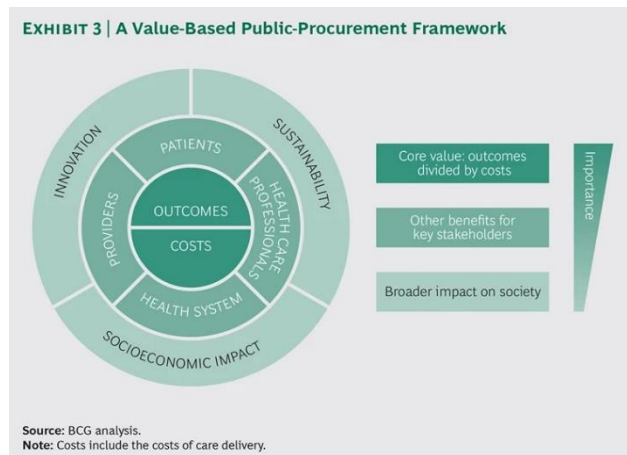 EXHIBIT 3 | A Value-Based Public-Procurement Framework
INNOVATION
SUSTAINABILITY
PATIENTS
PROVIDERS
HEALTH CARE
PROFESSIONALS
OUTCOMES
COSTS
HEALTH SYSTEM
SOCIOECONOMIC IMPACT
Core value: outcomes
divided by costs
Other benefits for
key stakeholders
Broader impact on society
Importance
Source: BCG analysis.
Note: Costs include the costs of care delivery.